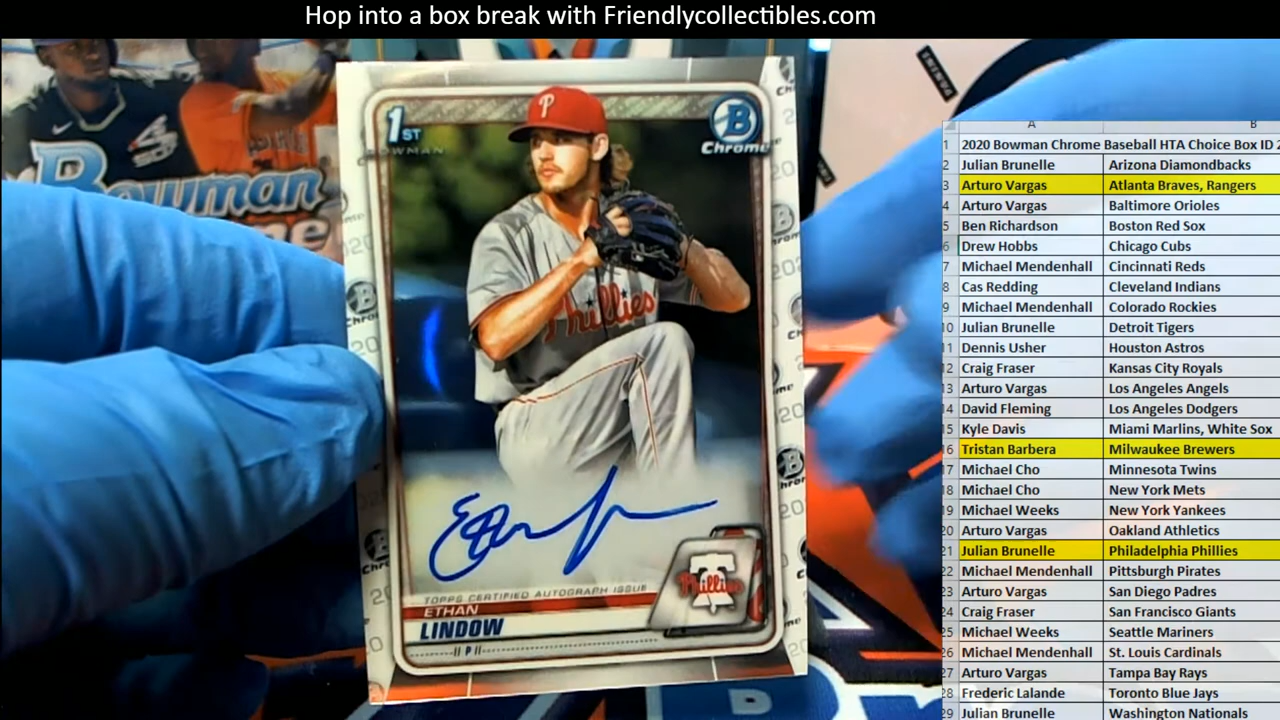 Hop into a box break with Friendlycollectibles.com
Bowman
1ST
BOWMAN
B
Chrome
P
Phillies
TOPPS CERTIFIED AUTOGRAPH ISSUE
ETHAN
LINDOW
P
Phillies
A B
1 2020 Bowman Chrome Baseball HTA Choice Box ID 2
2 Julian Brunelle Arizona Diamondbacks
3 Arturo Vargas Atlanta Braves, Rangers
4 Arturo Vargas Baltimore Orioles
5 Ben Richardson Boston Red Sox
6 Drew Hobbs Chicago Cubs
7 Michael Mendenhall Cincinnati Reds
8 Cas Redding Cleveland Indians
9 Michael Mendenhall Colorado Rockies
10 Julian Brunelle Detroit Tigers
11 Dennis Usher Houston Astros
12 Craig Fraser Kansas City Royals
13 Arturo Vargas Los Angeles Angels
14 David Fleming Los Angeles Dodgers
15 Kyle Davis Miami Marlins, White Sox
16 Tristan Barbera Milwaukee Brewers
17 Michael Cho Minnesota Twins
18 Michael Cho New York Mets
19 Michael Weeks New York Yankees
20 Arturo Vargas Oakland Athletics
21 Julian Brunelle Philadelphia Phillies
22 Michael Mendenhall Pittsburgh Pirates
23 Arturo Vargas San Diego Padres
24 Craig Fraser San Francisco Giants
25 Michael Weeks Seattle Mariners
26 Michael Mendenhall St. Louis Cardinals
27 Arturo Vargas Tampa Bay Rays
28 Frederic Lalande Toronto Blue Jays
29 Julian Brunelle Washington Nationals